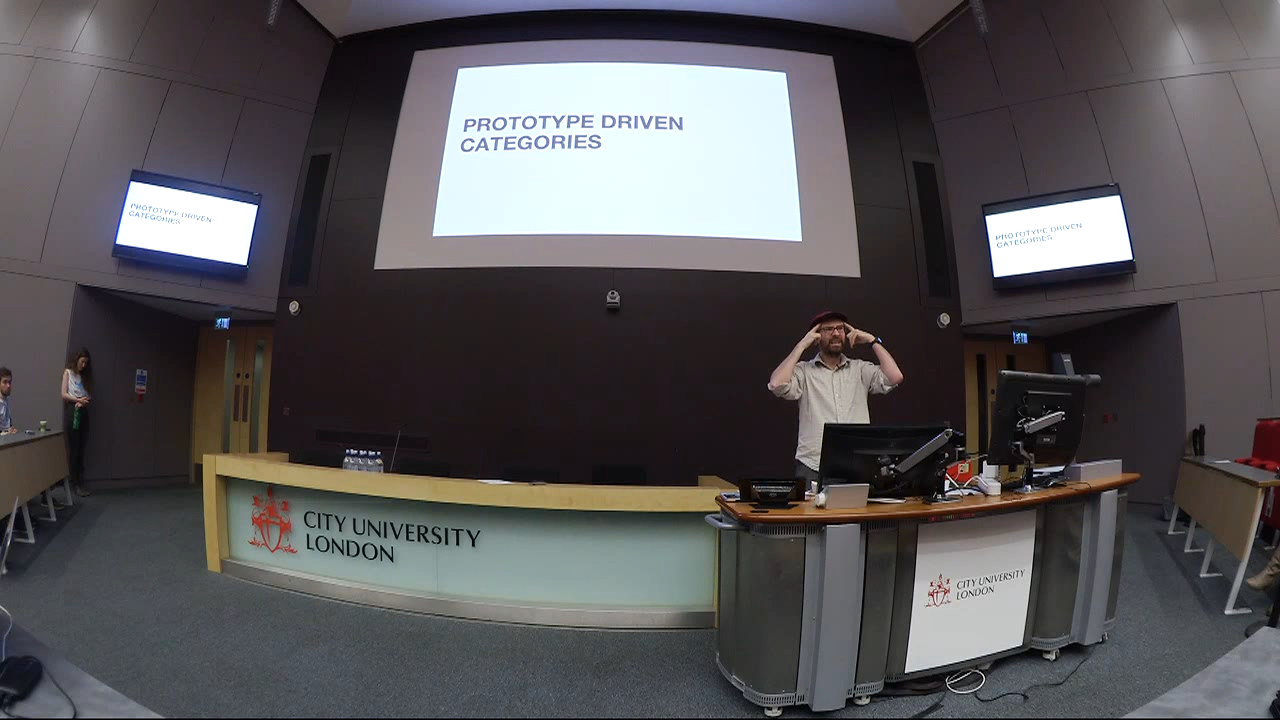 PROTOTYPE DRIVEN
CATEGORIES
PROTOTYPE DRIVEN
CATEGORIES
PROTOTYPE DRIVEN
CATEGORIES
CITY UNIVERSITY
LONDON
CITY UNIVERSITY
LONDON